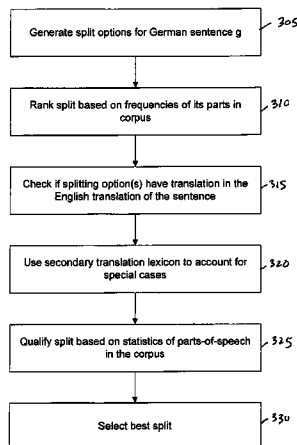 Generate split options for German sentence g
305
Rank split based on frequencies of its parts in
corpus
310
Check if splitting option(s) have translation in the
English translation of the sentence
315
Use secondary translation lexicon to account for
special cases
320
Qualify split based on statistics of parts-of-speech
in the corpus
325
Select best split
330